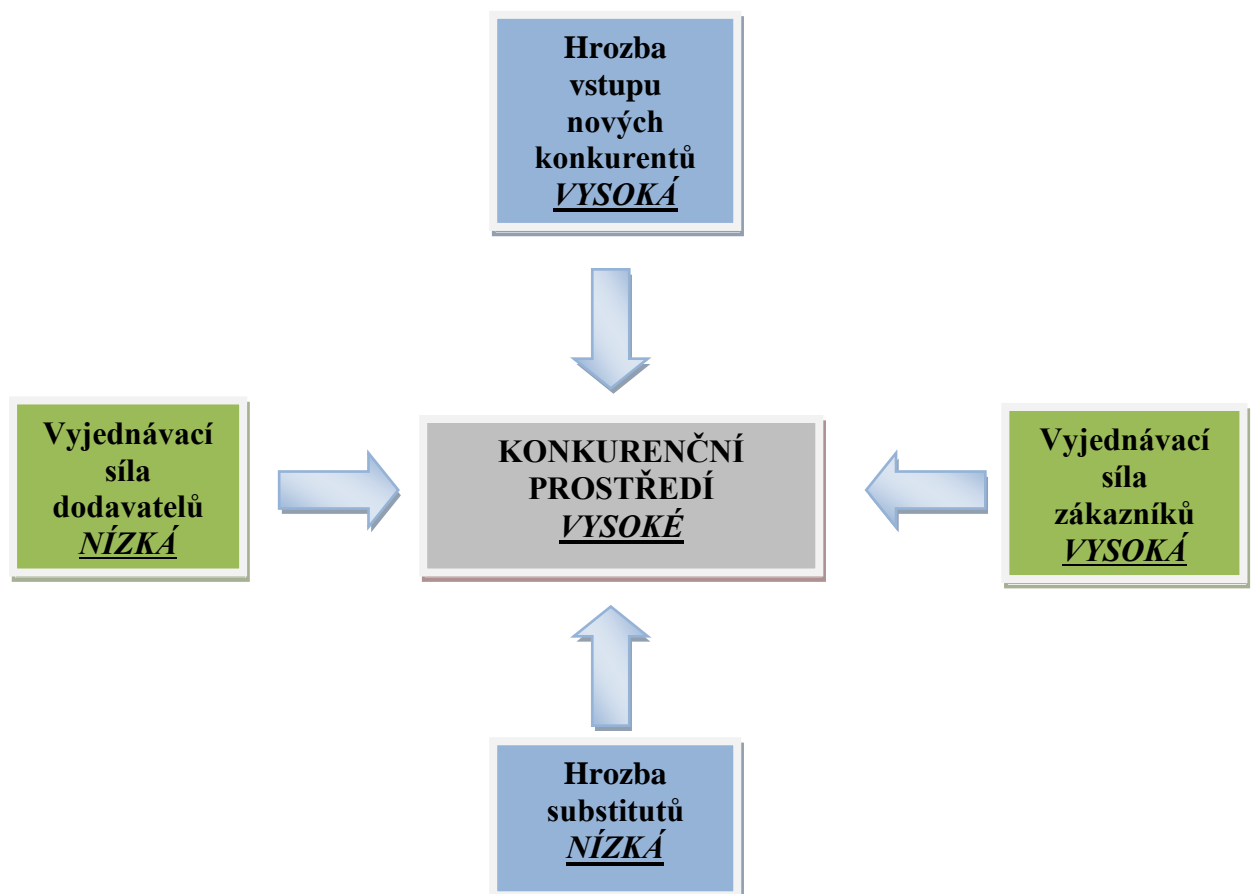 Hrozba
vstupu
nových
konkurentů
VYSOKÁ
Vyjednávací
síla
dodavatelů
NÍZKÁ
KONKURENČNÍ
PROSTŘEDÍ
VYSOKÉ
Vyjednávací
síla
zákazníků
VYSOKÁ
Hrozba
substitutů
NÍZKÁ